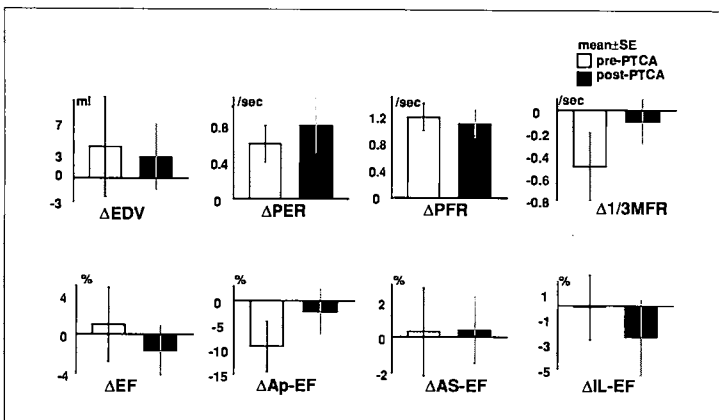 mean±SE
pre-PTCA
post-PTCA
ml
7
3
0
-3
ΔEDV
/sec
0.8
0.4
0
ΔPER
/sec
1.2
0.8
0.4
0
ΔPFR
/sec
0
-0.2
-0.4
-0.6
-0.8
Δ1/3MFR
%
4
0
-4
ΔEF
%
0
-5
-10
-15
ΔAp-EF
%
2
0
-2
ΔAS-EF
%
1
-1
-3
-5
ΔIL-EF